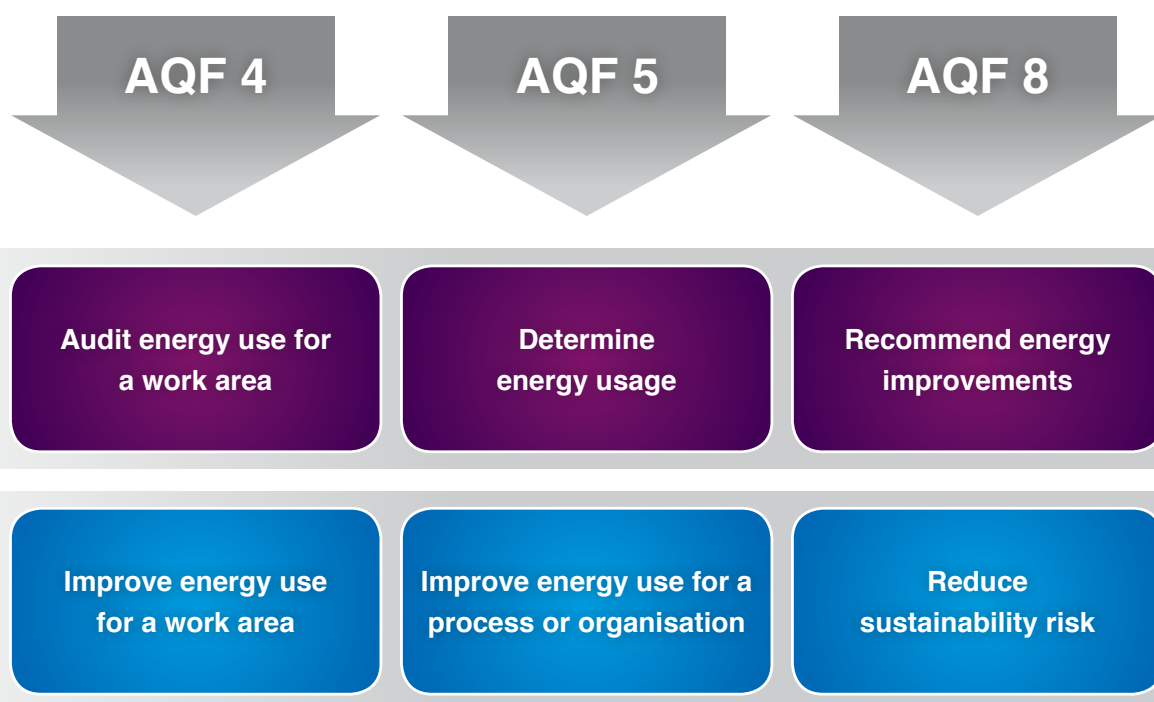 AQF 4
AQF 5
AQF 8
Audit energy use for
a work area
Determine
energy usage
Recommend energy
improvements
Improve energy use
for a work area
Improve energy use for a
process or organisation
Reduce
sustainability risk